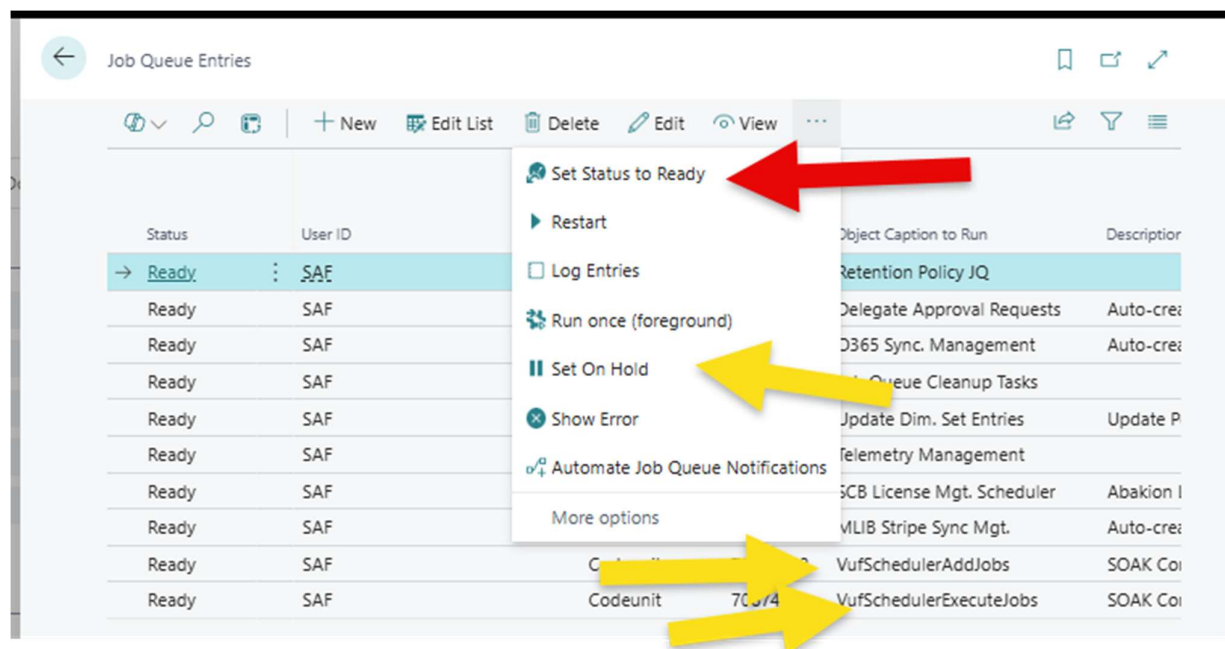 Job Queue Entries
New Edit List Delete Edit View ...
Set Status to Ready
Restart
Log Entries
Run once (foreground)
Set On Hold
Show Error
Automate Job Queue Notifications
More options
Status User ID Object Caption to Run Description
Ready SAF Retention Policy JQ
Ready SAF Delegate Approval Requests Auto-crea
Ready SAF O365 Sync. Management Auto-crea
Ready SAF Queue Cleanup Tasks
Ready SAF Update Dim. Set Entries Update P
Ready SAF Telemetry Management
Ready SAF SCB License Mgt. Scheduler Abakion
Ready SAF MLIB Stripe Sync Mgt. Auto-crea
Ready SAF VufSchedulerAddJobs SOAK Co
Ready SAF Codeunit VufSchedulerExecuteJobs SOAK Co